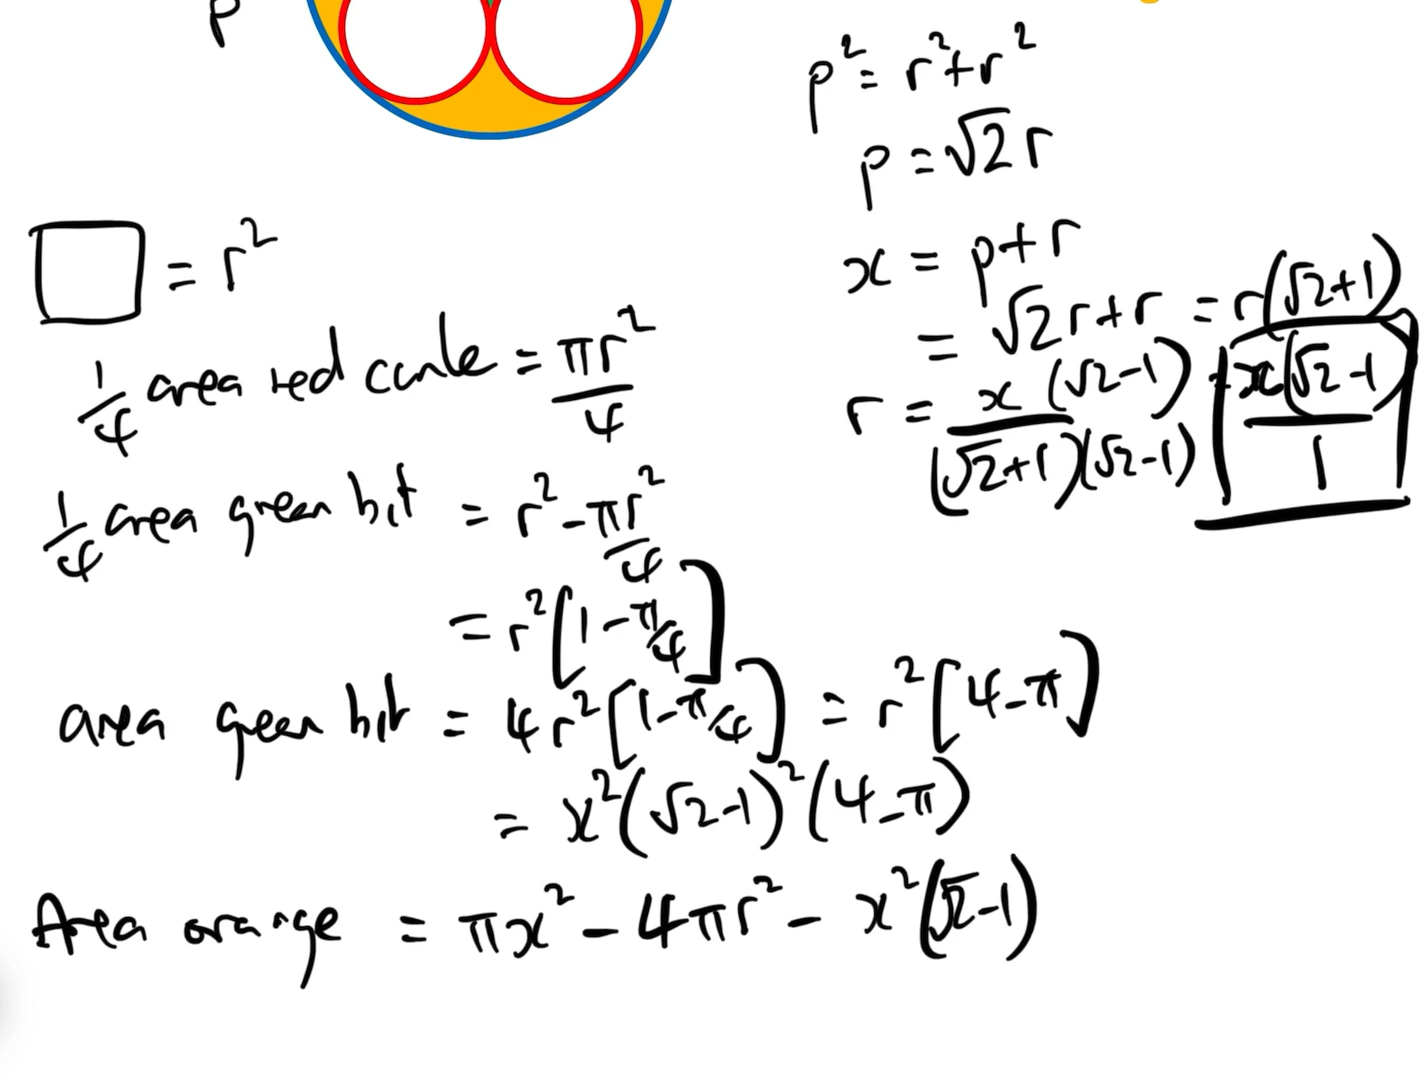 p
p² = r² + r²
p = √2 r
x = p + r
= √2 r + r = r(√2 + 1)
r = x (√2 - 1) / (√2 + 1)(√2 - 1) = x(√2 - 1) / 1
□ = r²
1/4 area red circle = πr²/4
1/4 area green bit = r² - πr²/4
= r² [1 - π/4]
area green bit = 4r² [1 - π/4] = r² [4 - π]
= x² (√2 - 1)² (4 - π)
Area orange = πx² - 4πr² - x² (√2 - 1)